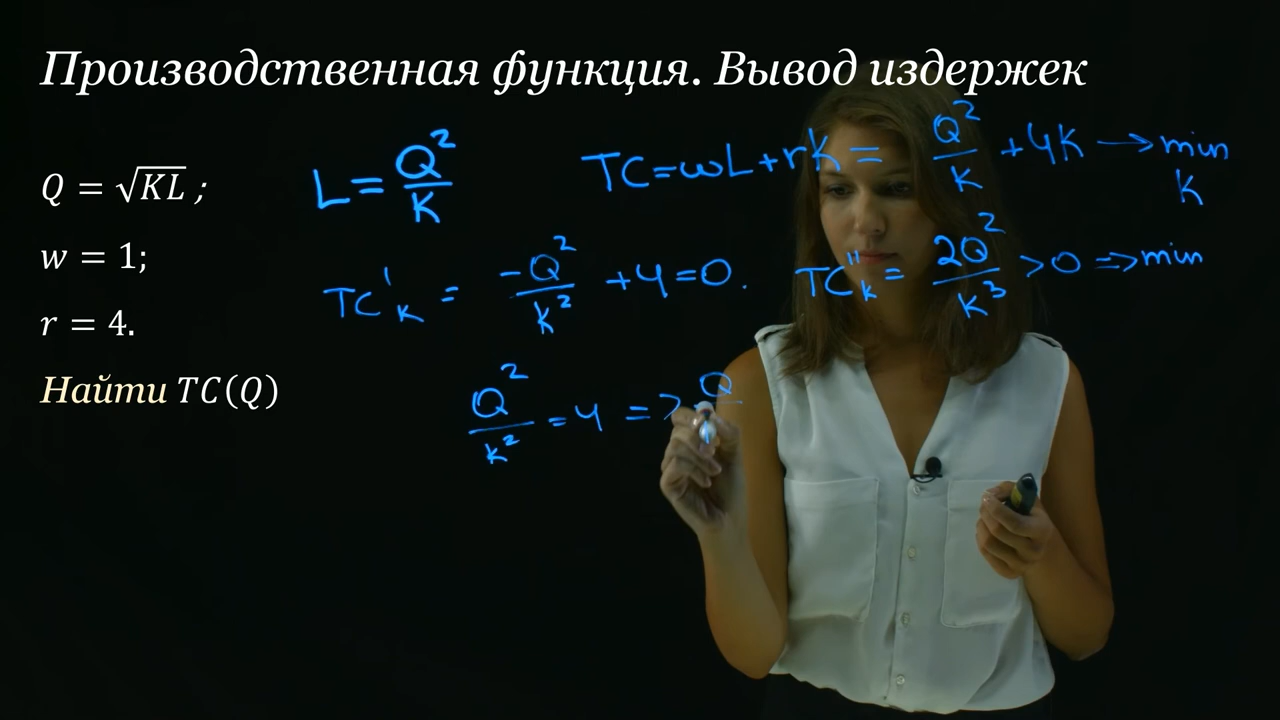 Производственная функция. Вывод издержек
Q = √KL ;
w = 1;
r = 4.
Найти TC(Q)
L = Q²/K
TC = wL + rK = Q²/K + 4K → min K
TC'K = -Q²/K² + 4 = 0.
TC''K = 2Q²/K³ > 0 => min
Q²/K² = 4 => Q